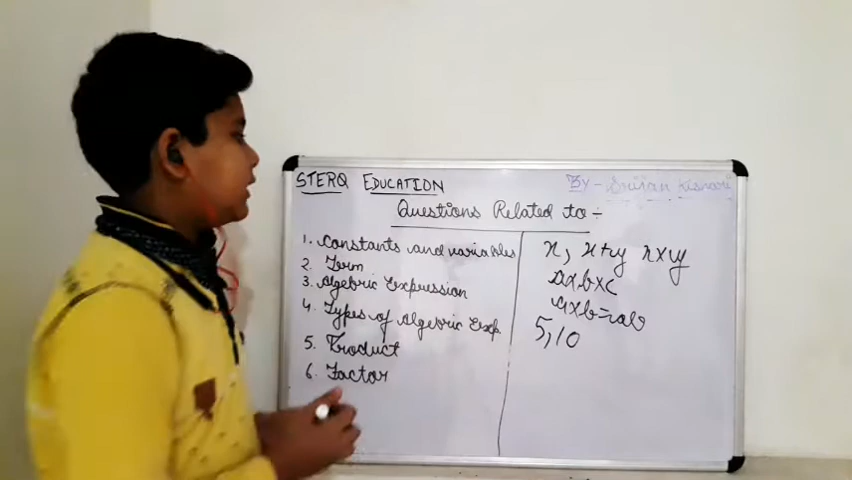 STERQ EDUCATION
By - Srijan Kishori
Questions Related to :-
1. Constants and variables
2. Term
3. Algebric Expression
4. Types of Algebric Exp.
5. Product
6. Factor
x, x+y x×y
a×b×c
a×b=ab
5,10